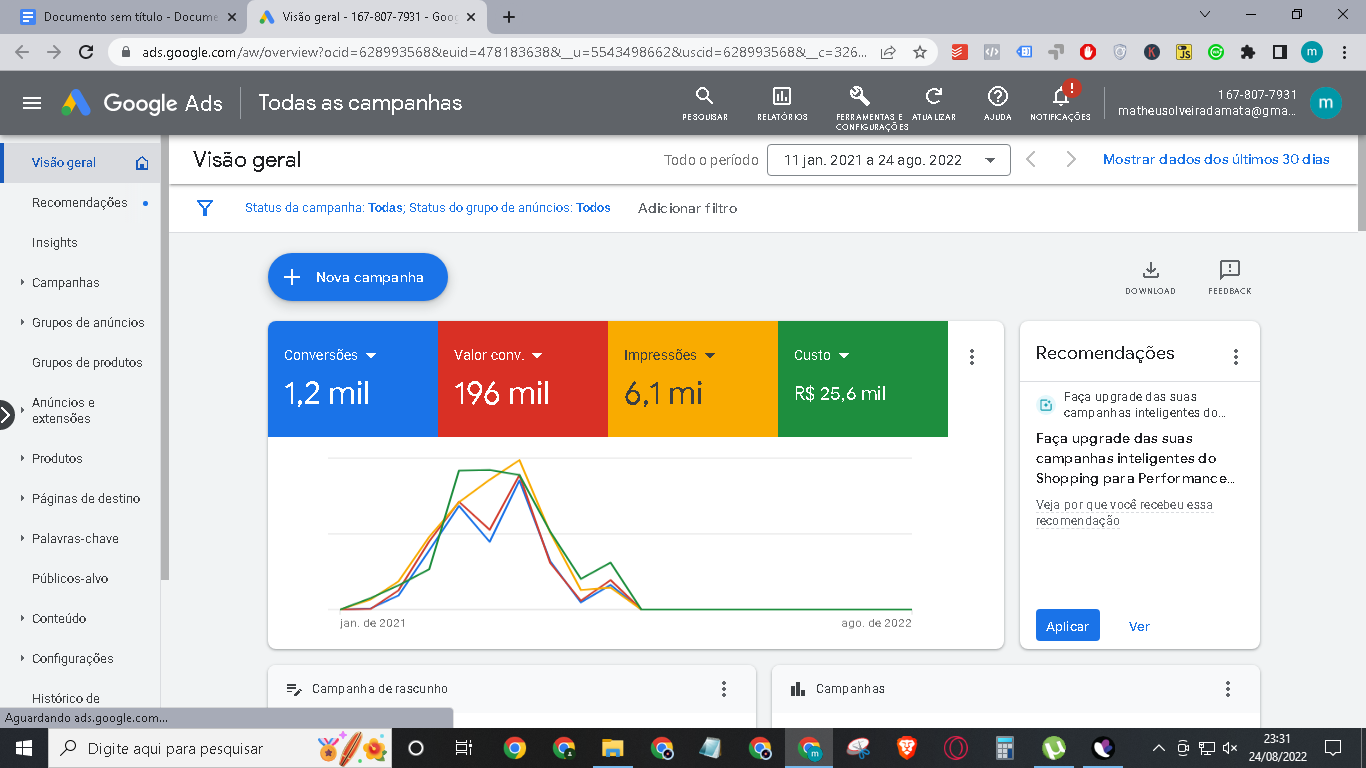 Documento sem título - Docume
Visão geral - 167-807-7931 - Goog
ads.google.com/aw/overview?ocid=628993568&euid=478183638&__u=5543498662&uscid=628993568&__c=326...
Google Ads
Todas as campanhas
PESQUISAR
RELATÓRIOS
FERRAMENTAS E
CONFIGURAÇÕES
ATUALIZAR
AJUDA
NOTIFICAÇÕES
167-807-7931
matheusolveiradamata@gma...
m
Visão geral
Recomendações
Insights
Campanhas
Grupos de anúncios
Grupos de produtos
Anúncios e
extensões
Produtos
Páginas de destino
Palavras-chave
Públicos-alvo
Conteúdo
Configurações
Histórico de
Aguardando ads.google.com...
Visão geral
Todo o período
11 jan. 2021 a 24 ago. 2022
Mostrar dados dos últimos 30 dias
Status da campanha: Todas; Status do grupo de anúncios: Todos
Adicionar filtro
Nova campanha
DOWNLOAD
FEEDBACK
Conversões
1,2 mil
Valor conv.
196 mil
Impressões
6,1 mi
Custo
R$ 25,6 mil
jan. de 2021
ago. de 2022
Recomendações
Faça upgrade das suas
campanhas inteligentes do...
Faça upgrade das suas
campanhas inteligentes do
Shopping para Performance...
Veja por que você recebeu essa
recomendação
Aplicar
Ver
Campanha de rascunho
Campanhas
Digite aqui para pesquisar
23:31
24/08/2022